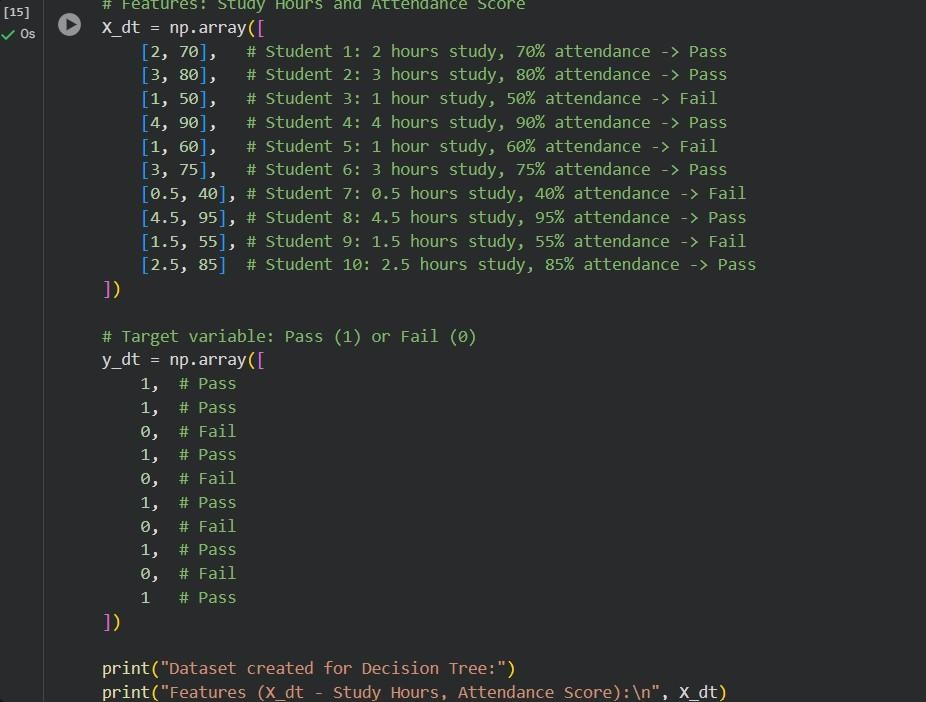 [15]
0s
# Features: Study Hours and Attendance Score
X_dt = np.array([
    [2, 70],   # Student 1: 2 hours study, 70% attendance -> Pass
    [3, 80],   # Student 2: 3 hours study, 80% attendance -> Pass
    [1, 50],   # Student 3: 1 hour study, 50% attendance -> Fail
    [4, 90],   # Student 4: 4 hours study, 90% attendance -> Pass
    [1, 60],   # Student 5: 1 hour study, 60% attendance -> Fail
    [3, 75],   # Student 6: 3 hours study, 75% attendance -> Pass
    [0.5, 40], # Student 7: 0.5 hours study, 40% attendance -> Fail
    [4.5, 95], # Student 8: 4.5 hours study, 95% attendance -> Pass
    [1.5, 55], # Student 9: 1.5 hours study, 55% attendance -> Fail
    [2.5, 85]  # Student 10: 2.5 hours study, 85% attendance -> Pass
])
# Target variable: Pass (1) or Fail (0)
y_dt = np.array([
    1,  # Pass
    1,  # Pass
    0,  # Fail
    1,  # Pass
    0,  # Fail
    1,  # Pass
    0,  # Fail
    1,  # Pass
    0,  # Fail
    1   # Pass
])
print("Dataset created for Decision Tree:")
print("Features (X_dt - Study Hours, Attendance Score):\n", X_dt)